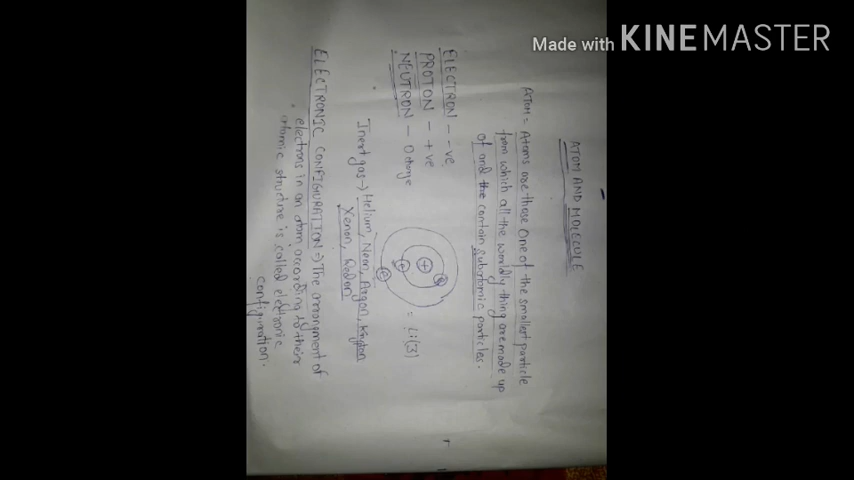 Made with KINEMASTER
ATOM AND MOLECULE
ATOM = Atoms are those One of the smallest particle
from which all the worldly thing are made up
of and the contain subatomic particles.
ELECTRON - -ve
PROTON - +ve
NEUTRON - 0 charge
+
e
e
e
= Li(3)
Inert gas → Helium, Neon, Argon, Krypton
Xenon, Redon
ELECTRONIC CONFIGURATION → The arrangment of
electrons in an atom according to their
atomic structure is called electronic
configuration.